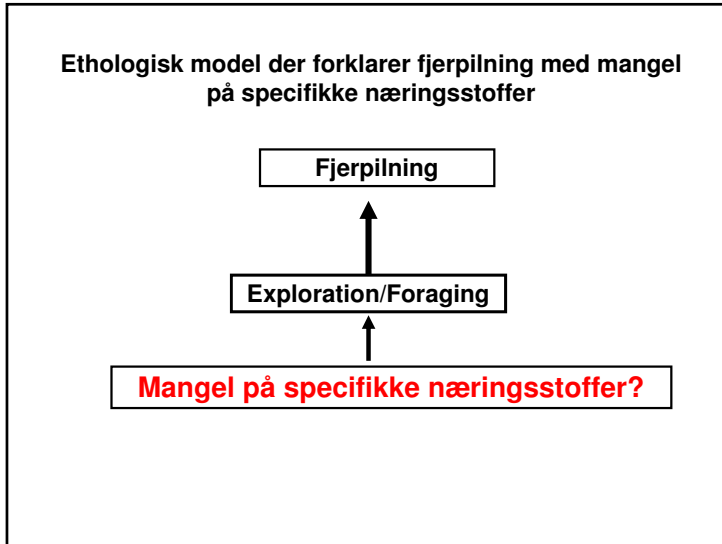 Ethologisk model der forklarer fjerpilning med mangel
på specifikke næringsstoffer
Fjerpilning
Exploration/Foraging
Mangel på specifikke næringsstoffer?